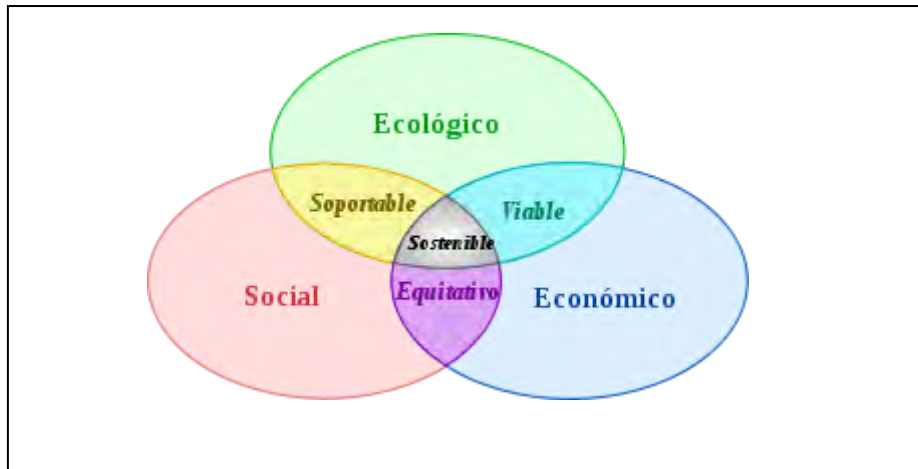 Ecológico
Soportable
Viable
Sostenible
Social
Equitativo
Económico